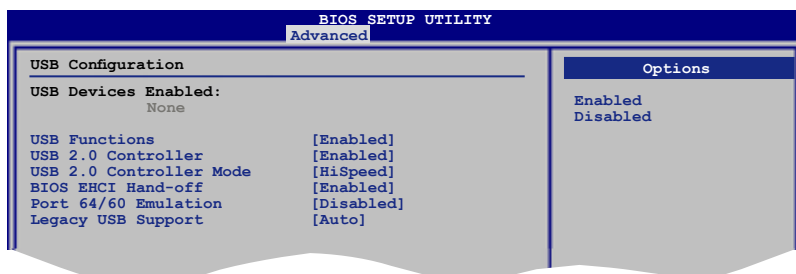 BIOS SETUP UTILITY
Advanced
USB Configuration
USB Devices Enabled:
None
USB Functions [Enabled]
USB 2.0 Controller [Enabled]
USB 2.0 Controller Mode [HiSpeed]
BIOS EHCI Hand-off [Enabled]
Port 64/60 Emulation [Disabled]
Legacy USB Support [Auto]
Options
Enabled
Disabled